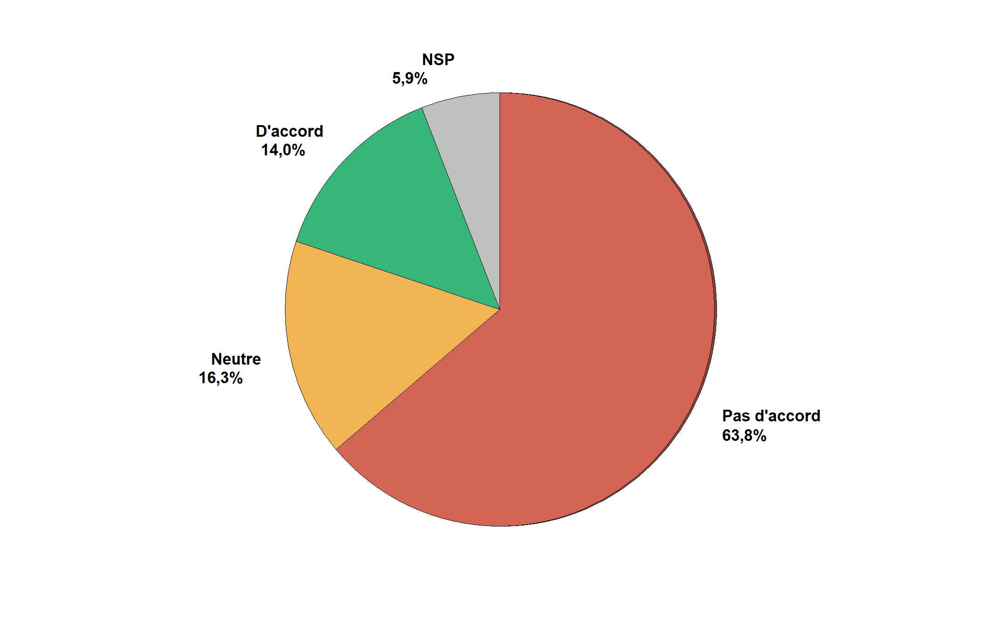 NSP
5,9%
D'accord
14,0%
Neutre
16,3%
Pas d'accord
63,8%